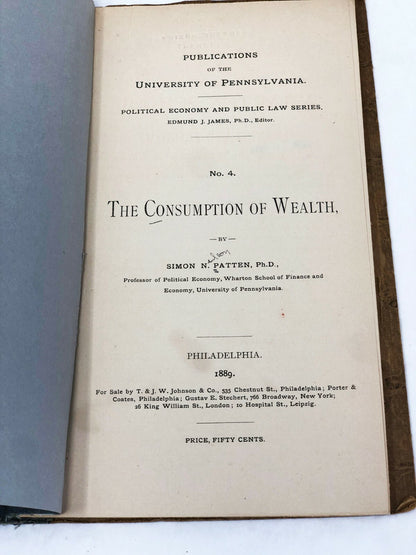 PUBLICATIONS
OF THE
UNIVERSITY OF PENNSYLVANIA.
POLITICAL ECONOMY AND PUBLIC LAW SERIES.
EDMUND J. JAMES, Ph.D., Editor.
No. 4.
THE CONSUMPTION OF WEALTH,
—BY—
elson
SIMON N. PATTEN, Ph.D.,
Professor of Political Economy, Wharton School of Finance and
Economy, University of Pennsylvania.
PHILADELPHIA.
1889.
For Sale by T. & J. W. Johnson & Co., 535 Chestnut St., Philadelphia; Porter &
Coates, Philadelphia; Gustav E. Stechert, 766 Broadway, New York;
26 King William St., London; 10 Hospital St., Leipzig.
PRICE, FIFTY CENTS.